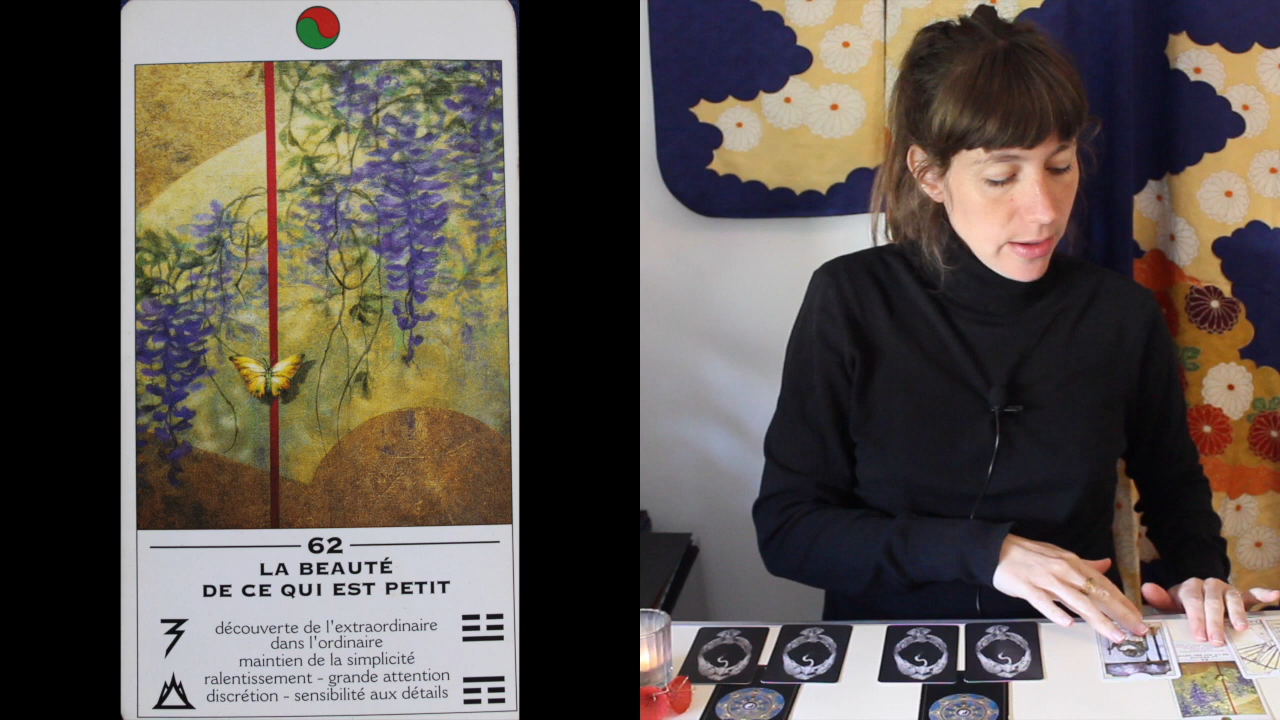 62
LA BEAUTÉ
DE CE QUI EST PETIT
découverte de l'extraordinaire
dans l'ordinaire
maintien de la simplicité
ralentissement - grande attention
discrétion - sensibilité aux détails